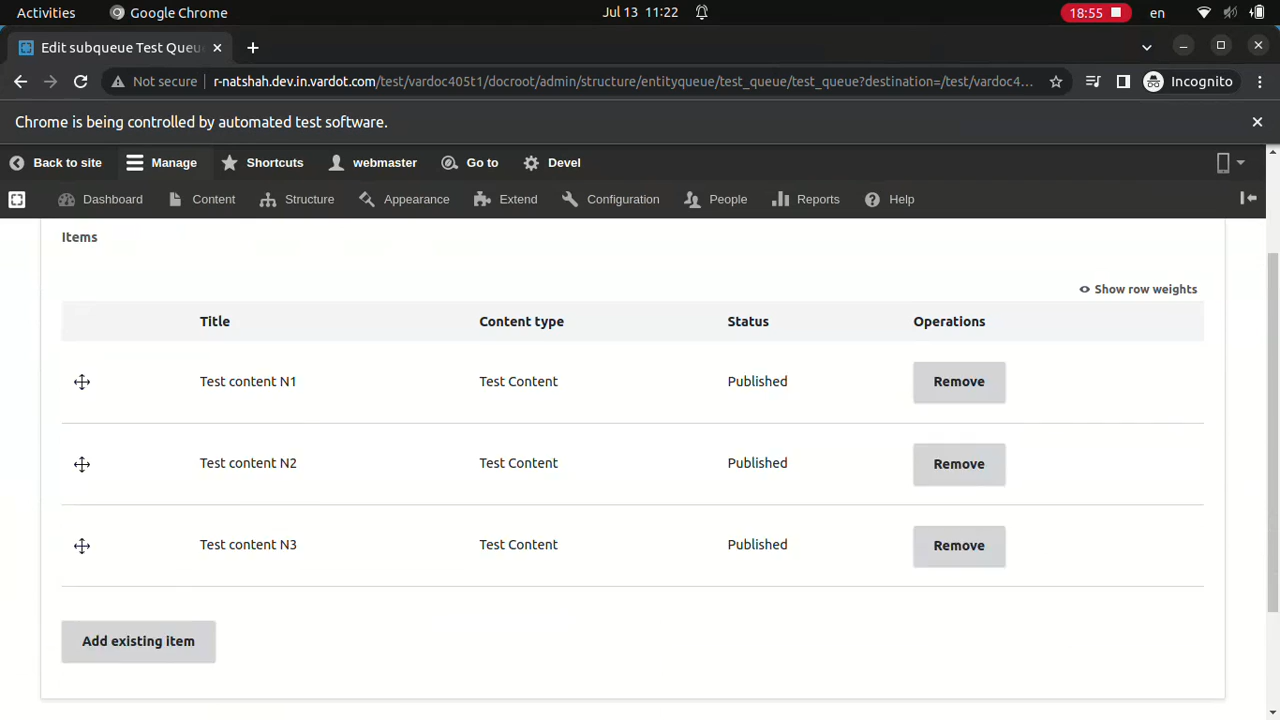 Activities Google Chrome Jul 13 11:22 18:55 en
Edit subqueue Test Queu
Not secure r-natshah.dev.in.vardot.com/test/vardoc405t1/docroot/admin/structure/entityqueue/test_queue/test_queue?destination=/test/vardoc4... Incognito
Chrome is being controlled by automated test software.
Back to site Manage Shortcuts webmaster Go to Devel
Dashboard Content Structure Appearance Extend Configuration People Reports Help
Items
Show row weights
Title Content type Status Operations
Test content N1 Test Content Published Remove
Test content N2 Test Content Published Remove
Test content N3 Test Content Published Remove
Add existing item